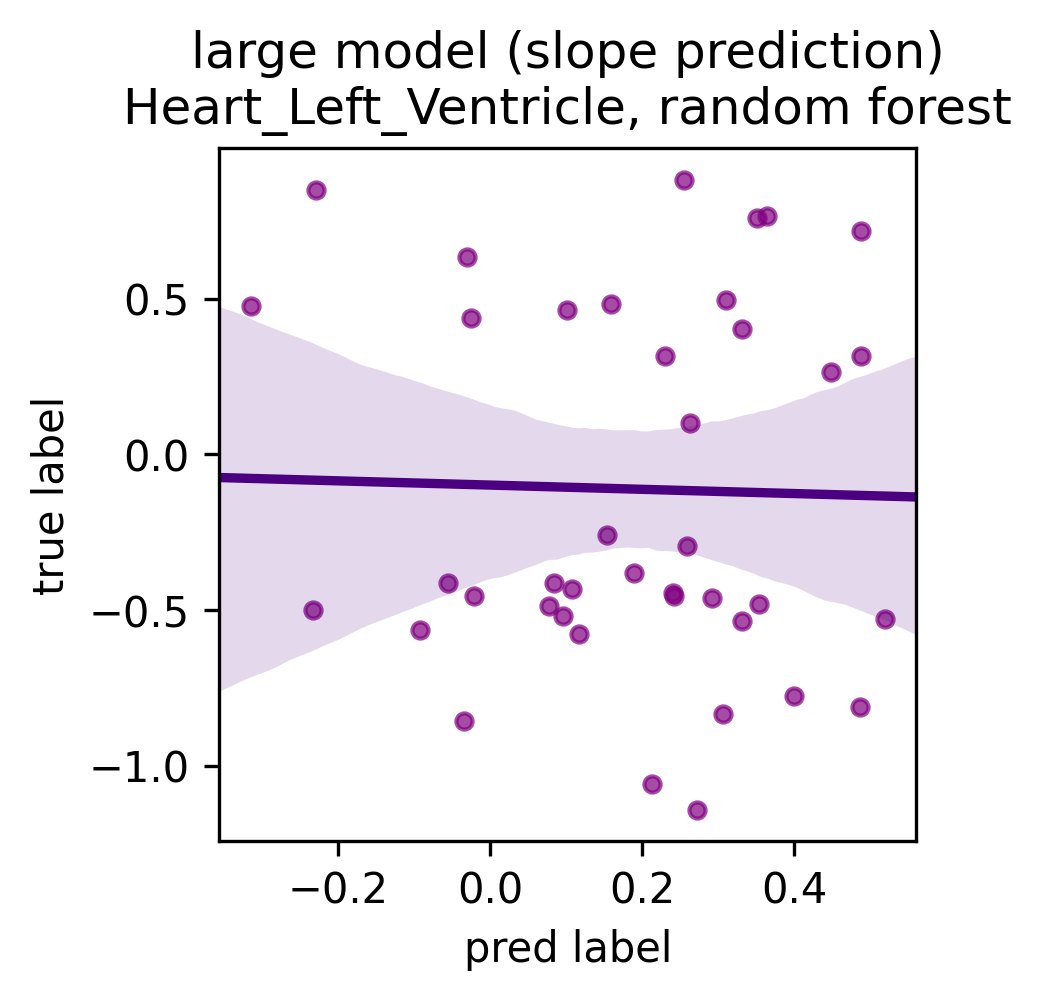 large model (slope prediction)
Heart_Left_Ventricle, random forest
0.5
0.0
−0.5
−1.0
true label
−0.2
0.0
0.2
0.4
pred label